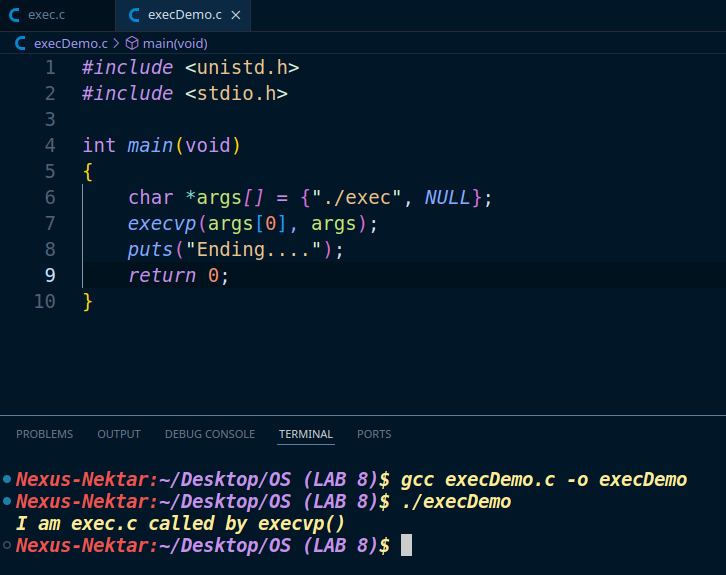 exec.c
execDemo.c
execDemo.c main(void)
1 #include <unistd.h>
2 #include <stdio.h>
3
4 int main(void)
5 {
6 char *args[] = {"./exec", NULL};
7 execvp(args[0], args);
8 puts("Ending....");
9 return 0;
10 }
PROBLEMS OUTPUT DEBUG CONSOLE TERMINAL PORTS
Nexus-Nektar:~/Desktop/OS (LAB 8)$ gcc execDemo.c -o execDemo
Nexus-Nektar:~/Desktop/OS (LAB 8)$ ./execDemo
I am exec.c called by execvp()
Nexus-Nektar:~/Desktop/OS (LAB 8)$